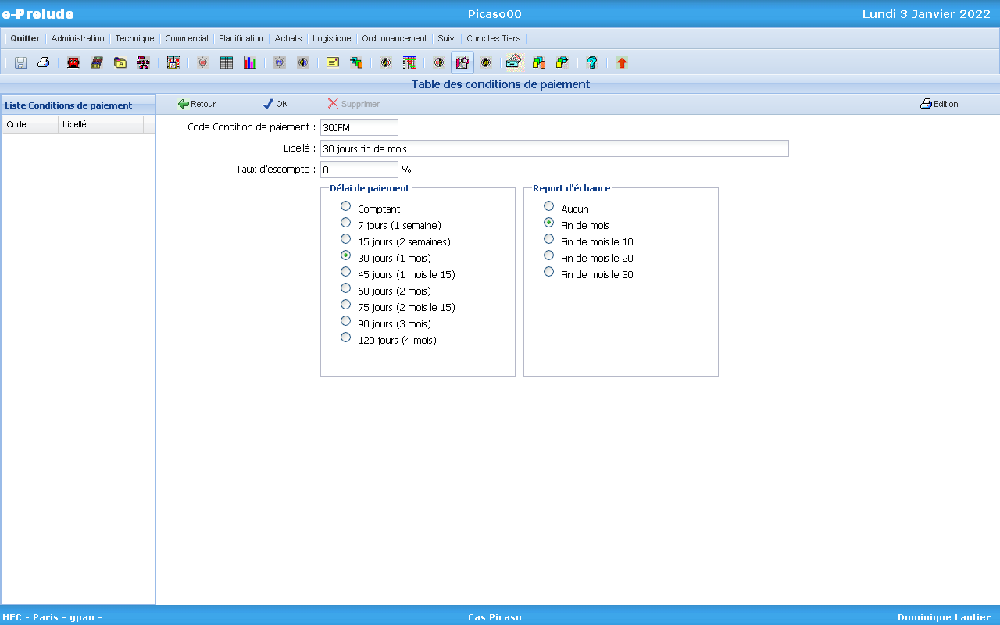 e-Prelude Picaso00 Lundi 3 Janvier 2022
Quitter Administration Technique Commercial Planification Achats Logistique Ordonnancement Suivi Comptes Tiers
Table des conditions de paiement
Liste Conditions de paiement
Retour OK Supprimer Edition
Code Libellé
Code Condition de paiement : 30JFM
Libellé : 30 jours fin de mois
Taux d'escompte : 0 %
Délai de paiement
Comptant
7 jours (1 semaine)
15 jours (2 semaines)
30 jours (1 mois)
45 jours (1 mois le 15)
60 jours (2 mois)
75 jours (2 mois le 15)
90 jours (3 mois)
120 jours (4 mois)
Report d'échance
Aucun
Fin de mois
Fin de mois le 10
Fin de mois le 20
Fin de mois le 30
HEC - Paris - gpao - Cas Picaso Dominique Lautier